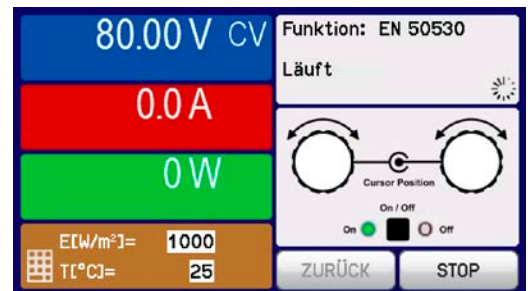 80.00 V CV
0.0 A
0 W
E[W/m²]= 1000
T[°C]= 25
Funktion: EN 50530
Läuft
Cursor Position
On / Off
On Off
ZURÜCK STOP